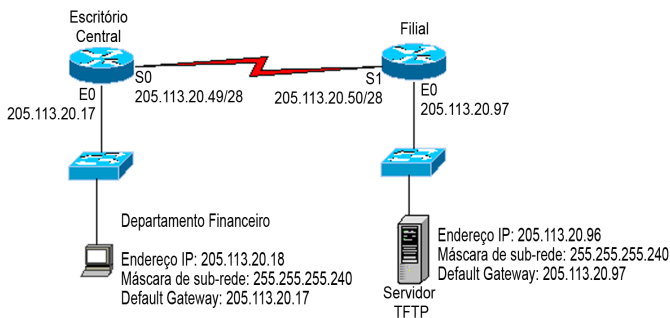 Escritório
Central
Filial
S0
S1
E0
E0
205.113.20.49/28
205.113.20.50/28
205.113.20.17
205.113.20.97
Departamento Financeiro
Endereço IP: 205.113.20.18
Máscara de sub-rede: 255.255.255.240
Default Gateway: 205.113.20.17
Endereço IP: 205.113.20.96
Máscara de sub-rede: 255.255.255.240
Default Gateway: 205.113.20.97
Servidor
TFTP